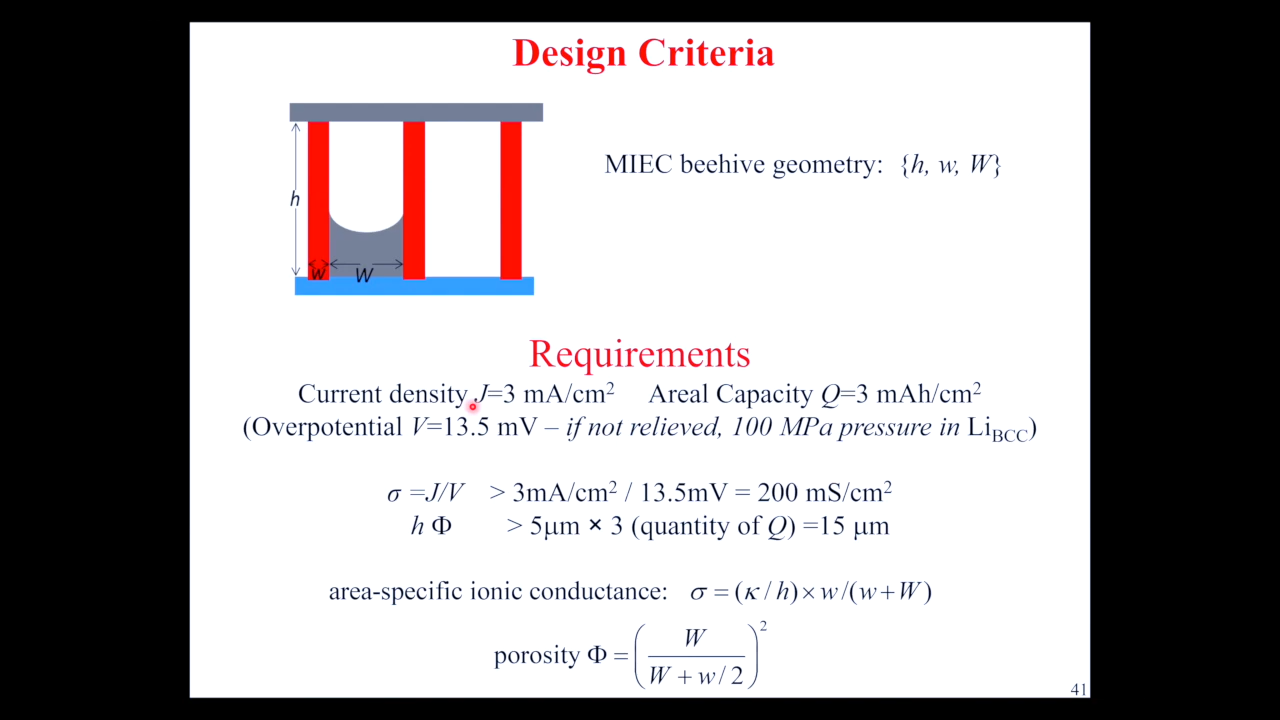 Design Criteria
h
w
W
MIEC beehive geometry: {h, w, W}
Requirements
Current density J=3 mA/cm² Areal Capacity Q=3 mAh/cm²
(Overpotential V=13.5 mV – if not relieved, 100 MPa pressure in Li_BCC)
σ =J/V > 3mA/cm² / 13.5mV = 200 mS/cm²
h Φ > 5μm × 3 (quantity of Q) =15 μm
area-specific ionic conductance: σ = (κ / h) × w/(w+W)
porosity Φ = (W / (W + w/2))²
41